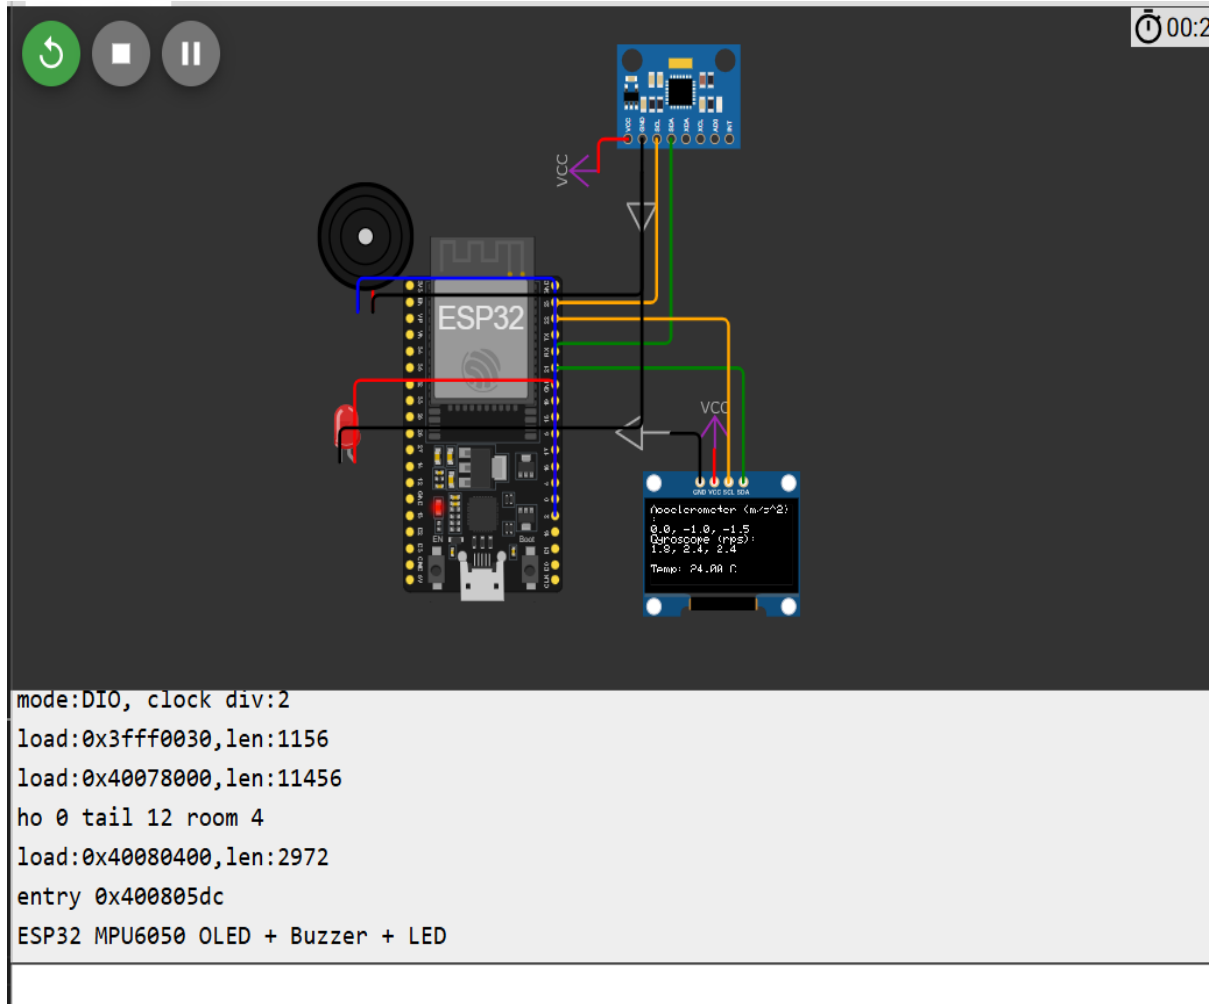 00:2
VCC GND SCL SDA XDA XCL AD0 INT
VCC
ESP32
VCC
EN
Boot
GND VCC SCL SDA
Accelerometer (m/s^2)
:
0.0, -1.0, -1.5
Gyroscope (rps):
1.8, 2.4, 2.4
Temp: 24.00 C
mode:DIO, clock div:2
load:0x3fff0030,len:1156
load:0x40078000,len:11456
ho 0 tail 12 room 4
load:0x40080400,len:2972
entry 0x400805dc
ESP32 MPU6050 OLED + Buzzer + LED